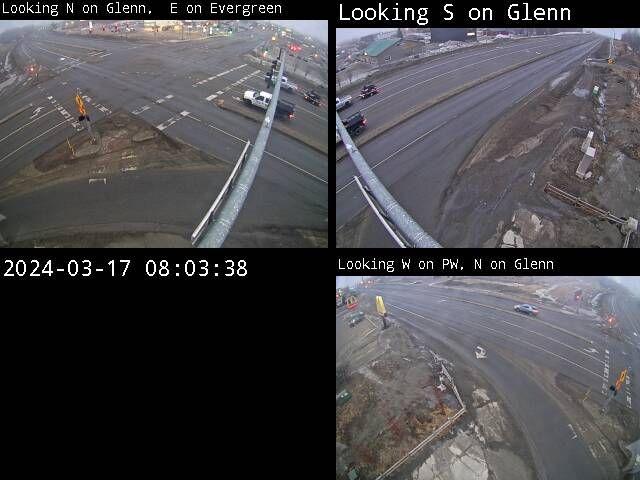 Looking N on Glenn, E on Evergreen
Looking S on Glenn
2024-03-17 08:03:38
Looking W on PW, N on Glenn